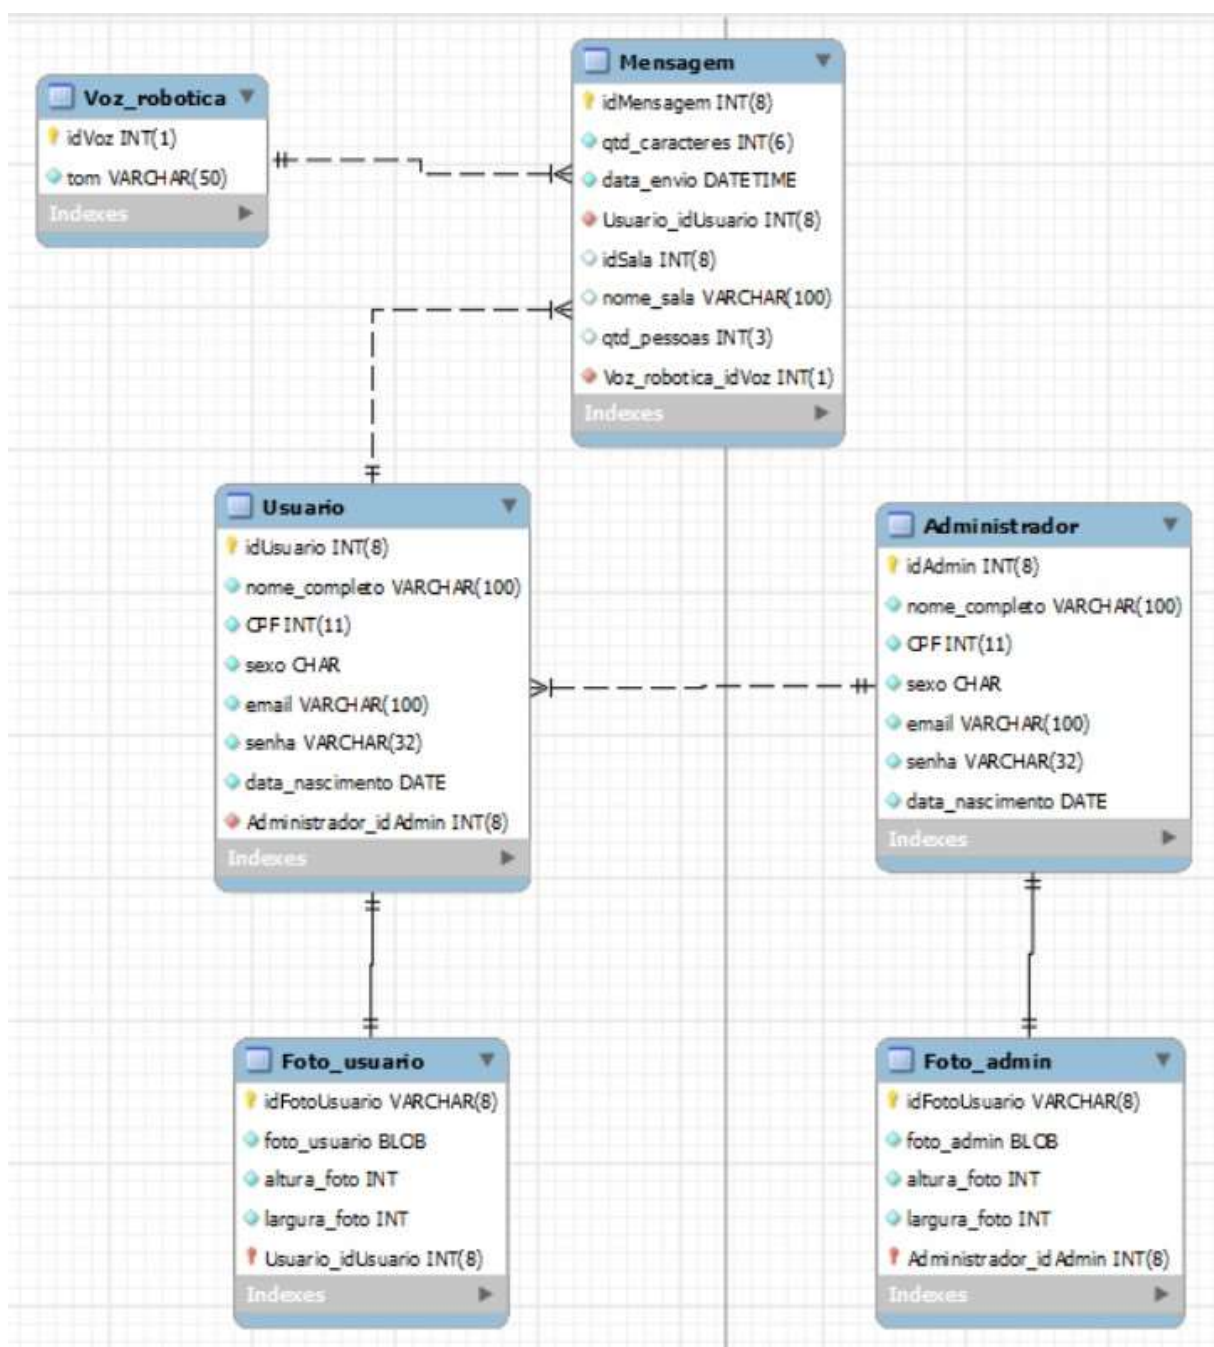 Voz_robotica
idVoz INT(1)
tom VARCHAR(50)
Indexes
Mensagem
idMensagem INT(8)
qtd_caracteres INT(6)
data_envio DATETIME
Usuario_idUsuario INT(8)
idSala INT(8)
nome_sala VARCHAR(100)
qtd_pessoas INT(3)
Voz_robotica_idVoz INT(1)
Indexes
Usuario
idUsuario INT(8)
nome_completo VARCHAR(100)
CPF INT(11)
sexo CHAR
email VARCHAR(100)
senha VARCHAR(32)
data_nascimento DATE
Administrador_idAdmin INT(8)
Indexes
Administrador
idAdmin INT(8)
nome_completo VARCHAR(100)
CPF INT(11)
sexo CHAR
email VARCHAR(100)
senha VARCHAR(32)
data_nascimento DATE
Indexes
Foto_usuario
idFotoUsuario VARCHAR(8)
foto_usuario BLOB
altura_foto INT
largura_foto INT
Usuario_idUsuario INT(8)
Indexes
Foto_admin
idFotoUsuario VARCHAR(8)
foto_admin BLOB
altura_foto INT
largura_foto INT
Administrador_idAdmin INT(8)
Indexes